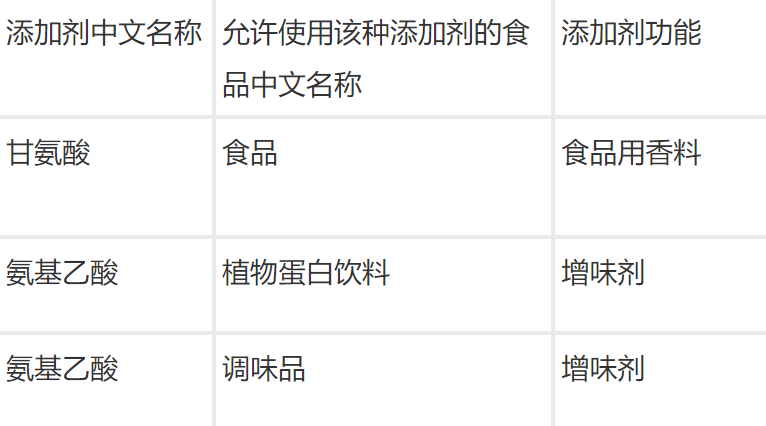 添加剂中文名称 允许使用该种添加剂的食 添加剂功能
品中文名称
甘氨酸 食品 食品用香料
氨基乙酸 植物蛋白饮料 增味剂
氨基乙酸 调味品 增味剂